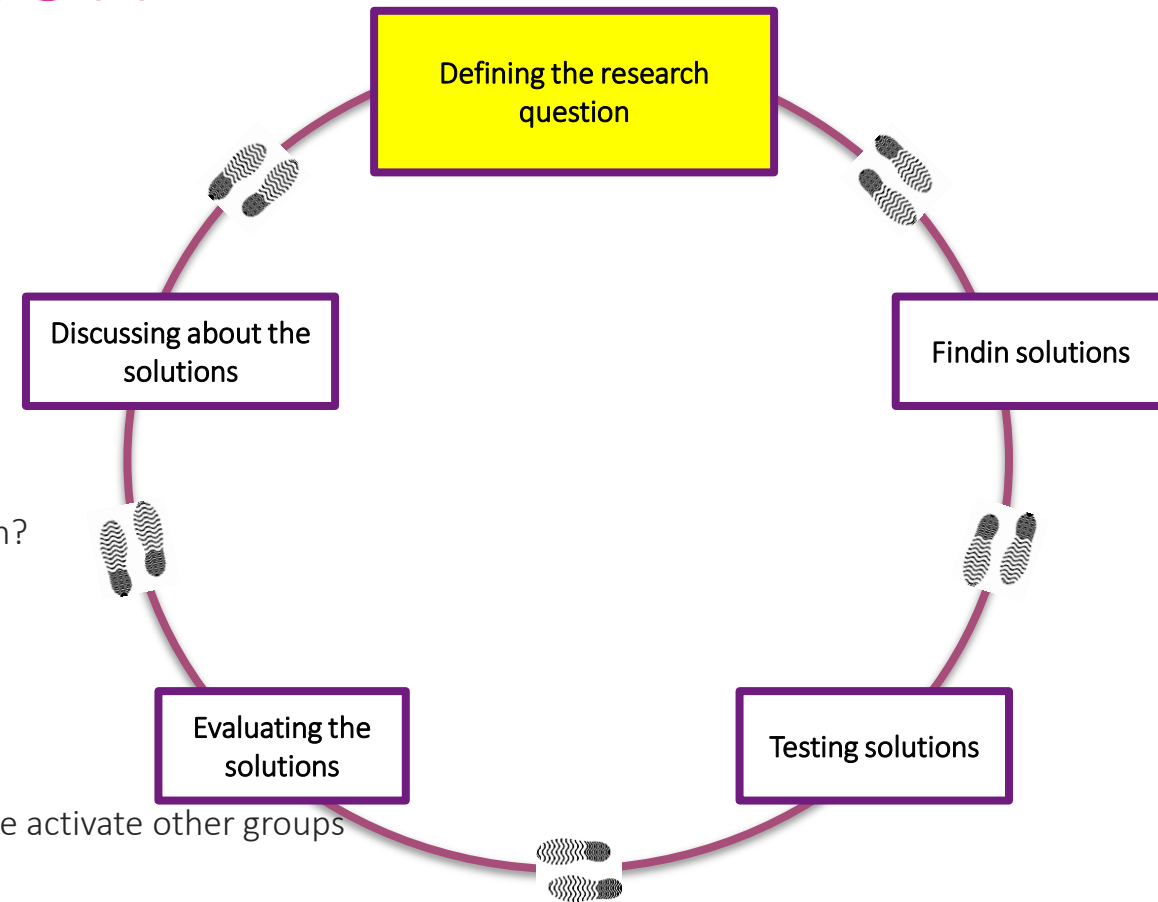 Defining the research
question
Discussing about the
solutions
Findin solutions
n?
Evaluating the
solutions
Testing solutions
e activate other groups